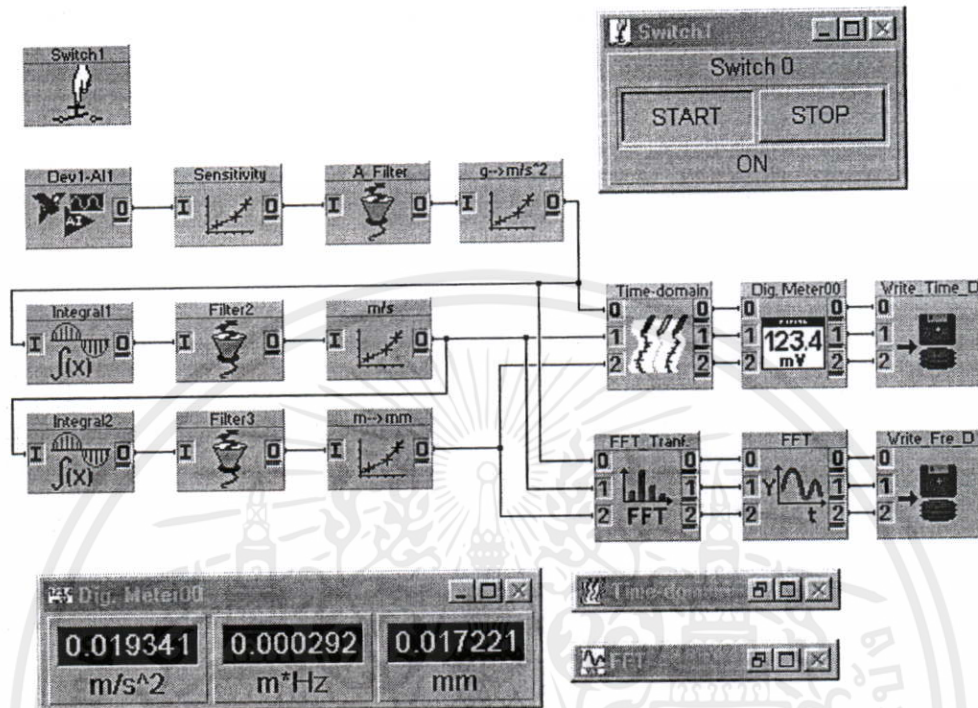 Switch1
Switch1
Switch 0
START STOP
ON
Dev1-AI1 Sensitivity A_Filter g-->m/s^2
AI 0 I 0 I 0 I 0
Integral1 Filter2 m/s Time-domain Dig. Meter00 Write_Time_D
I ∫(x) 0 I 0 I 0
0 0 0 0
1 1 1 123.4 1
2 2 2 mV 2
Integral2 Filter3 m-->mm FFT_Tranf. FFT Write_Fre_D
I ∫(x) 0 I 0 I 0
0 0 0 0
1 1 1 Y 1
2 FFT 2 2 t 2
Dig. Meter00
0.019341 0.000292 0.017221
m/s^2 m*Hz mm
Time-domain
FFT